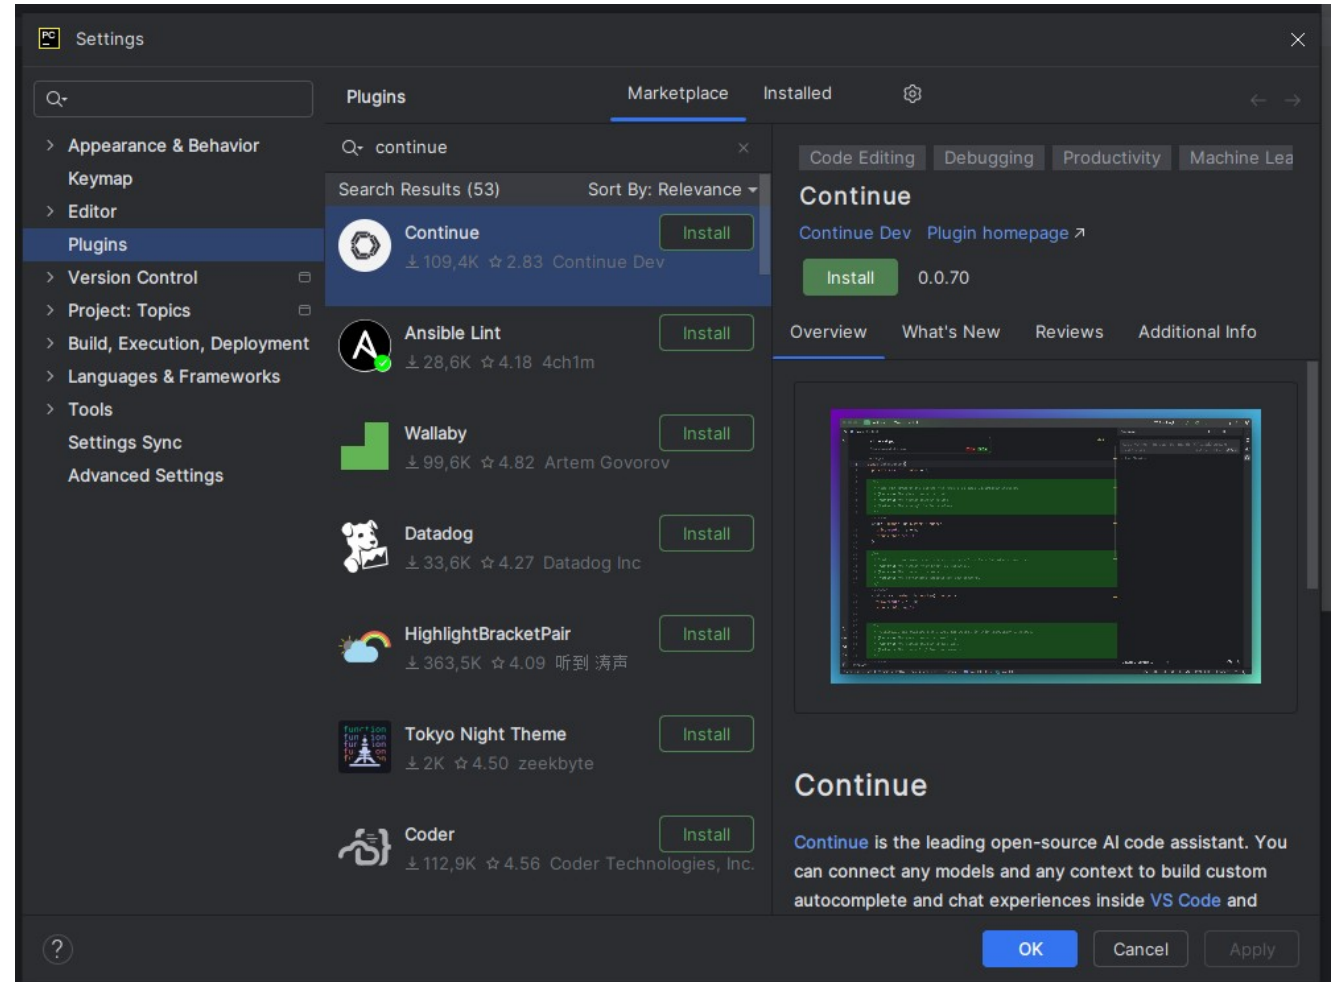 PC
Settings
Plugins
Marketplace
Installed
Appearance & Behavior
Keymap
Editor
Plugins
Version Control
Project: Topics
Build, Execution, Deployment
Languages & Frameworks
Tools
Settings Sync
Advanced Settings
continue
Search Results (53)
Sort By: Relevance
Continue
Install
109,4K 2.83 Continue Dev
Ansible Lint
Install
28,6K 4.18 4ch1m
Wallaby
Install
99,6K 4.82 Artem Govorov
Datadog
Install
33,6K 4.27 Datadog Inc
HighlightBracketPair
Install
363,5K 4.09 听到 涛声
Tokyo Night Theme
Install
2K 4.50 zeekbyte
Coder
Install
112,9K 4.56 Coder Technologies, Inc.
Code Editing Debugging Productivity Machine Lea
Continue
Continue Dev Plugin homepage
Install 0.0.70
Overview What's New Reviews Additional Info
Continue
Continue is the leading open-source AI code assistant. You
can connect any models and any context to build custom
autocomplete and chat experiences inside VS Code and
?
OK
Cancel
Apply